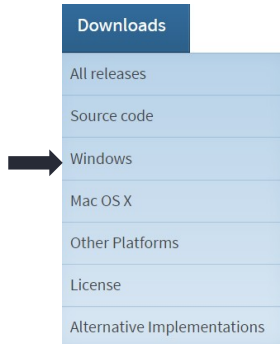 Downloads
All releases
Source code
Windows
Mac OS X
Other Platforms
License
Alternative Implementations